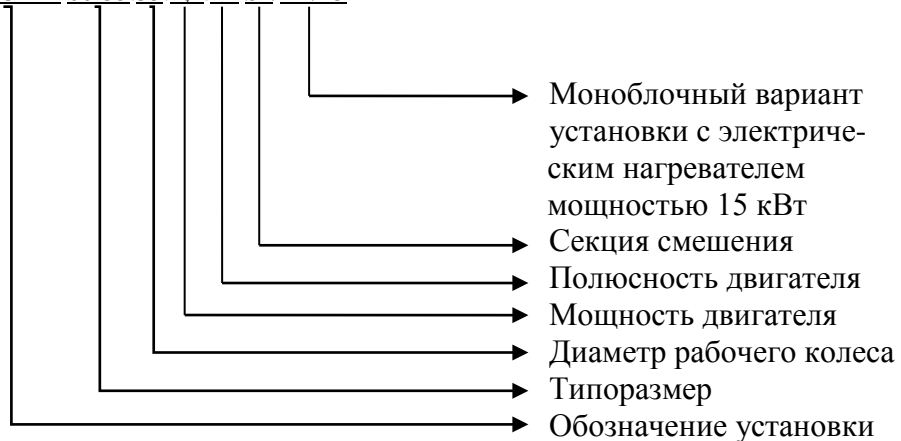 Моноблочный вариант
установки с электриче-
ским нагревателем
мощностью 15 кВт
Секция смешения
Полюсность двигателя
Мощность двигателя
Диаметр рабочего колеса
Типоразмер
Обозначение установки